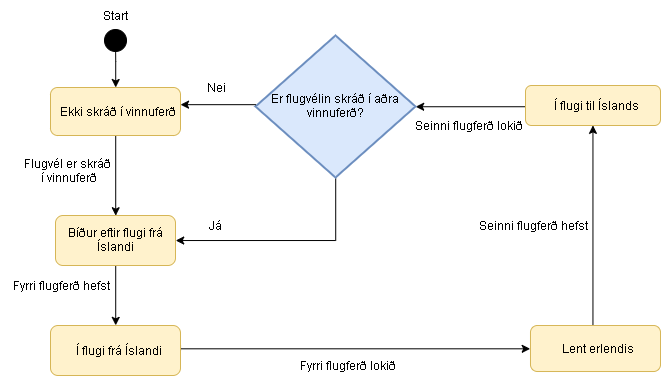 Start
Nei
Er flugvélin skráð í aðra
vinnuferð?
Ekki skráð í vinnuferð
Í flugi til Íslands
Seinni flugferð lokið
Flugvél er skráð
í vinnuferð
Bíður eftir flugi frá
Íslandi
Já
Seinni flugferð hefst
Fyrri flugferð hefst
Í flugi frá Íslandi
Lent erlendis
Fyrri flugferð lokið